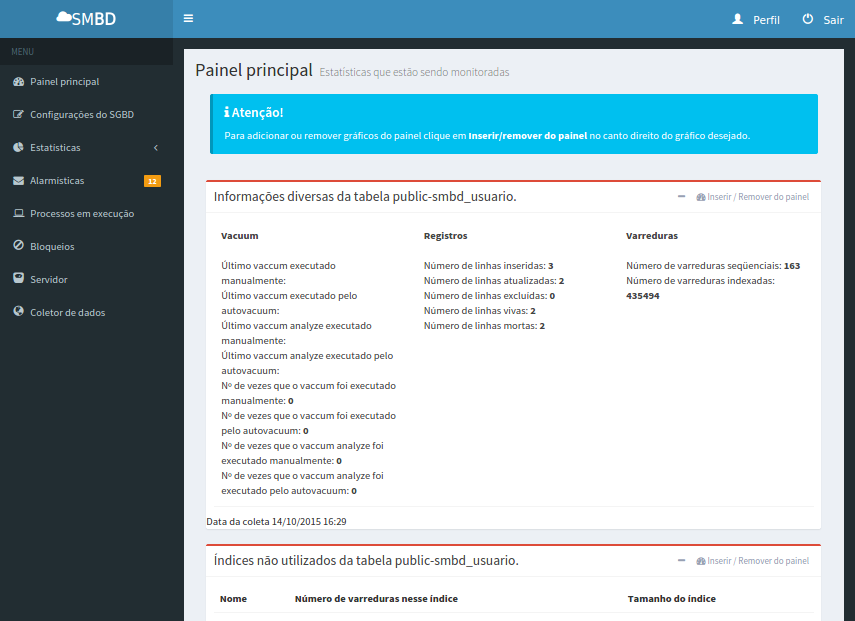 SMBD
Perfil
Sair
MENU
Painel principal
Configurações do SGBD
Estatísticas
Alarmísticas 12
Processos em execução
Bloqueios
Servidor
Coletor de dados
Painel principal Estatísticas que estão sendo monitoradas
Atenção!
Para adicionar ou remover gráficos do painel clique em Inserir/remover do painel no canto direito do gráfico desejado.
Informações diversas da tabela public-smbd_usuario.
Inserir / Remover do painel
Vacuum
Último vaccum executado
manualmente:
Último vaccum executado pelo
autovacuum:
Último vaccum analyze executado
manualmente:
Último vaccum analyze executado pelo
autovacuum:
Nº de vezes que o vaccum foi executado
manualmente: 0
Nº de vezes que o vaccum foi executado
pelo autovacuum: 0
Nº de vezes que o vaccum analyze foi
executado manualmente: 0
Nº de vezes que o vaccum analyze foi
executado pelo autovacuum: 0
Registros
Número de linhas inseridas: 3
Número de linhas atualizadas: 2
Número de linhas excluídas: 0
Número de linhas vivas: 2
Número de linhas mortas: 2
Varreduras
Número de varreduras seqüenciais: 163
Número de varreduras indexadas:
435494
Data da coleta 14/10/2015 16:29
Índices não utilizados da tabela public-smbd_usuario.
Inserir / Remover do painel
Nome Número de varreduras nesse índice Tamanho do índice